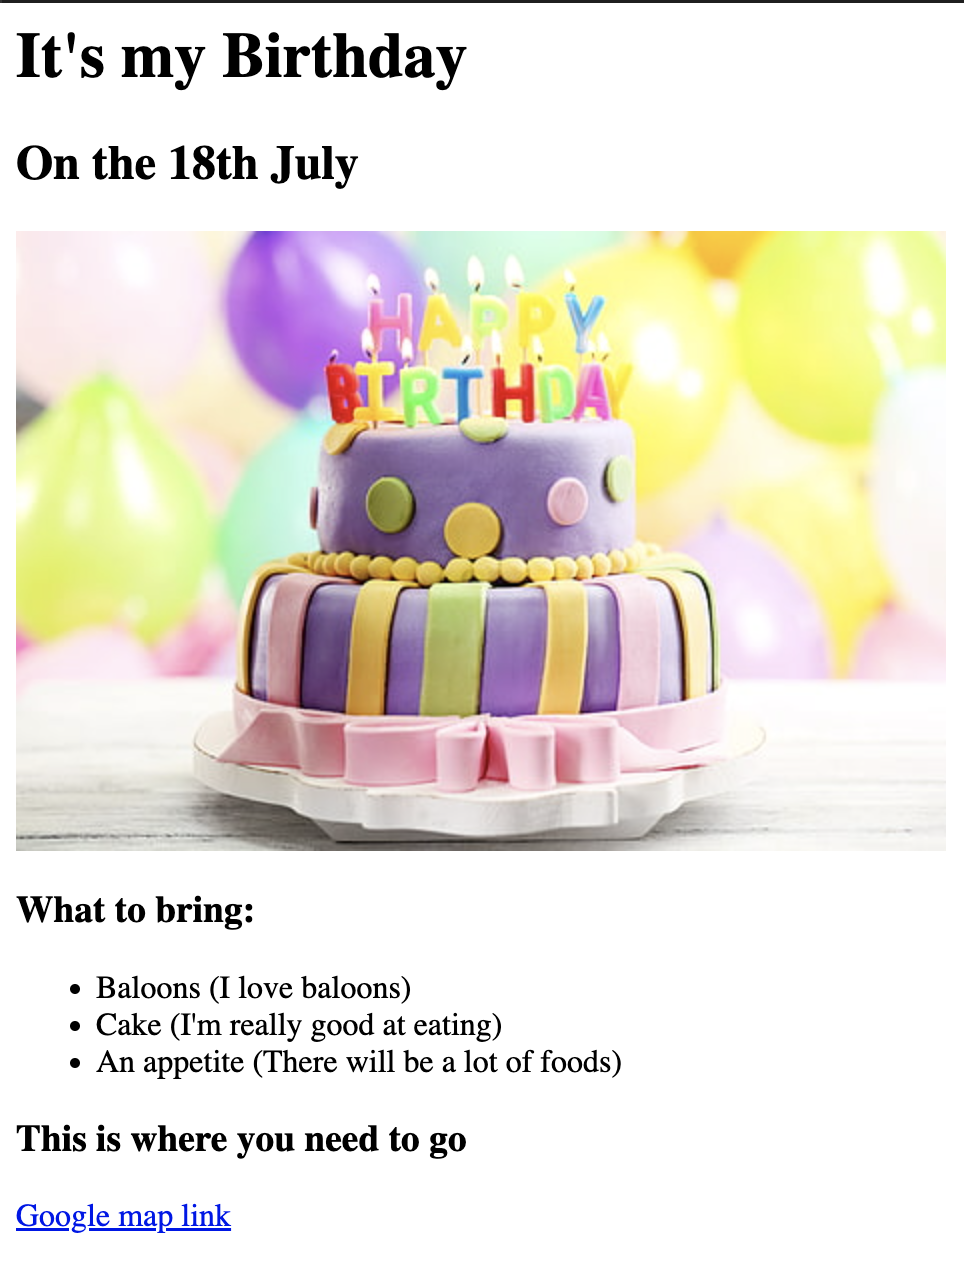 It's my Birthday
On the 18th July
HAPPY
BIRTHDAY
What to bring:
Baloons (I love baloons)
Cake (I'm really good at eating)
An appetite (There will be a lot of foods)
This is where you need to go
Google map link